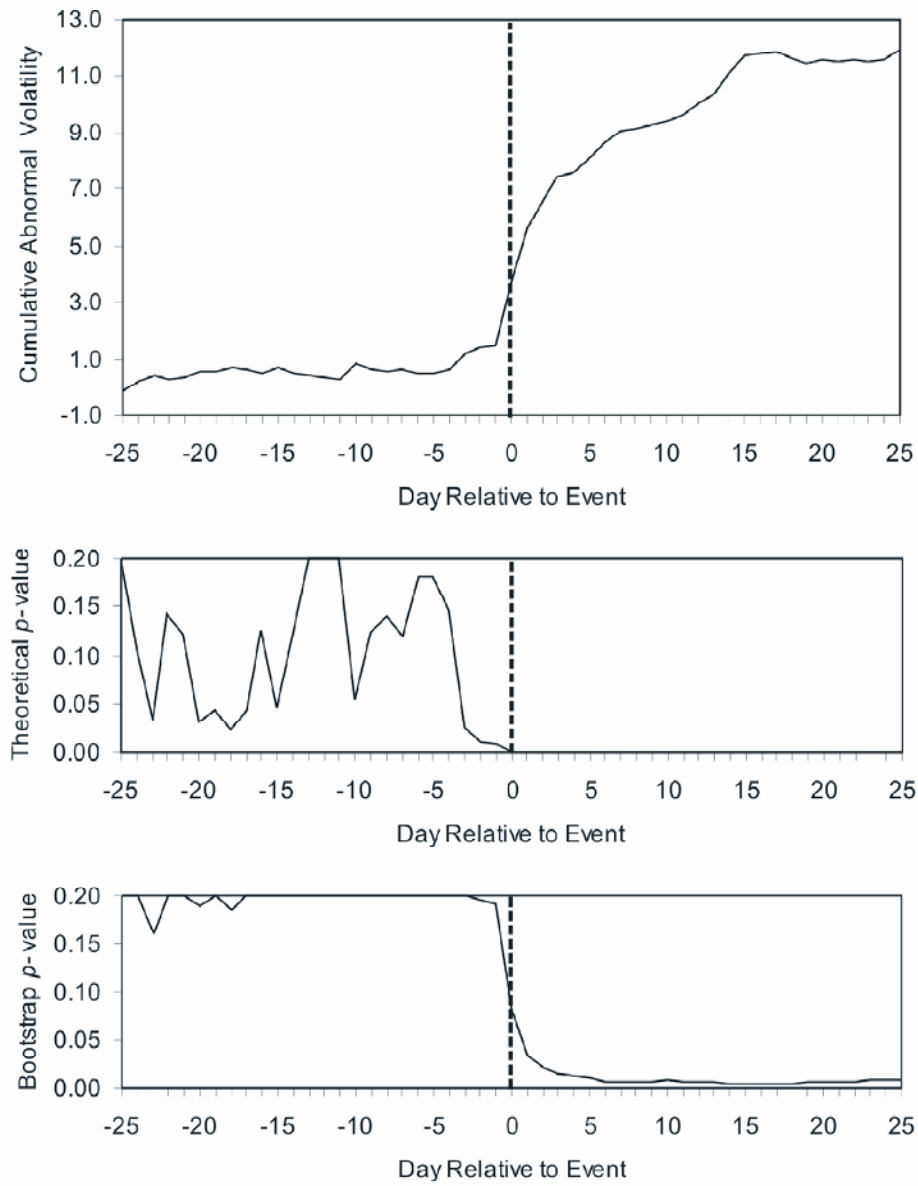 13.0
11.0
9.0
7.0
5.0
3.0
1.0
-1.0
Cumulative Abnormal Volatility
-25 -20 -15 -10 -5 0 5 10 15 20 25
Day Relative to Event
0.20
0.15
0.10
0.05
0.00
Theoretical p-value
-25 -20 -15 -10 -5 0 5 10 15 20 25
Day Relative to Event
0.20
0.15
0.10
0.05
0.00
Bootstrap p-value
-25 -20 -15 -10 -5 0 5 10 15 20 25
Day Relative to Event